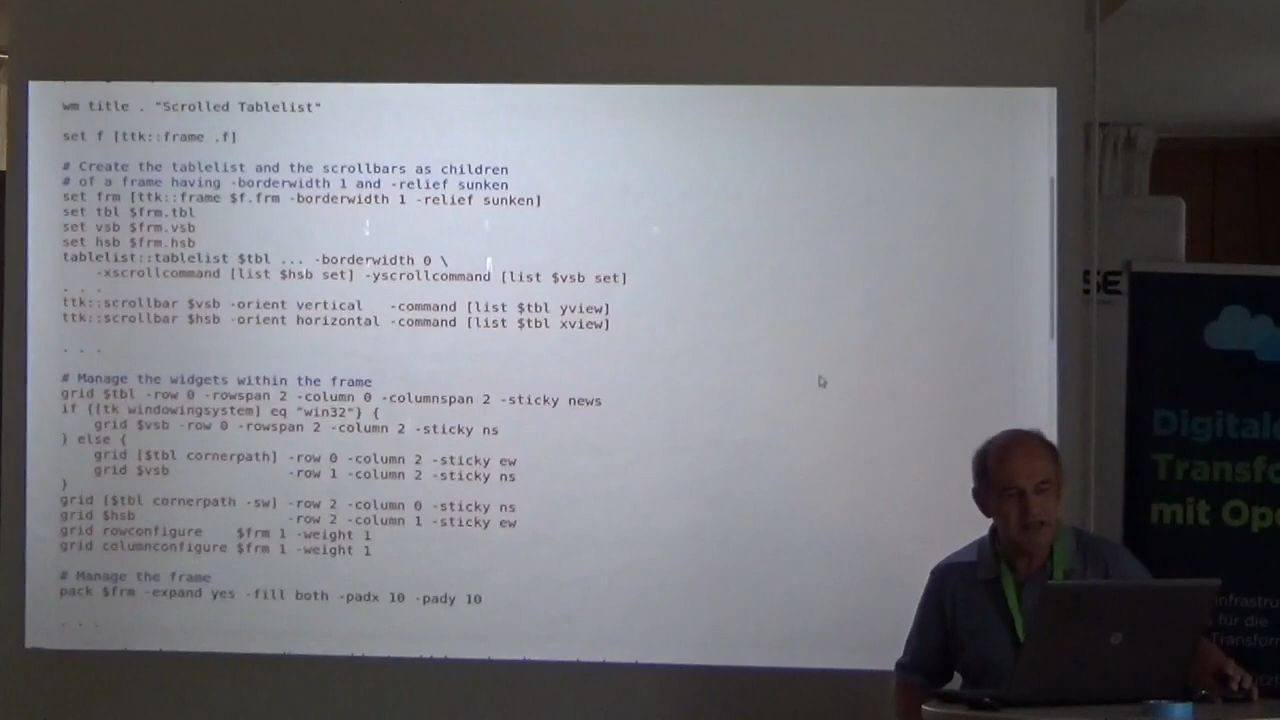 wm title . "Scrolled Tablelist"
set f [ttk::frame .f]
# Create the tablelist and the scrollbars as children
# of a frame having -borderwidth 1 and -relief sunken
set frm [ttk::frame $f.frm -borderwidth 1 -relief sunken]
set tbl $frm.tbl
set vsb $frm.vsb
set hsb $frm.hsb
tablelist::tablelist $tbl ... -borderwidth 0 \
    -xscrollcommand [list $hsb set] -yscrollcommand [list $vsb set]
. . .
ttk::scrollbar $vsb -orient vertical   -command [list $tbl yview]
ttk::scrollbar $hsb -orient horizontal -command [list $tbl xview]
. . .
# Manage the widgets within the frame
grid $tbl -row 0 -rowspan 2 -column 0 -columnspan 2 -sticky news
if {[tk windowingsystem] eq "win32"} {
    grid $vsb -row 0 -rowspan 2 -column 2 -sticky ns
} else {
    grid [$tbl cornerpath] -row 0 -column 2 -sticky ew
    grid $vsb              -row 1 -column 2 -sticky ns
}
grid [$tbl cornerpath -sw] -row 2 -column 0 -sticky ns
grid $hsb                  -row 2 -column 1 -sticky ew
grid rowconfigure    $frm 1 -weight 1
grid columnconfigure $frm 1 -weight 1
# Manage the frame
pack $frm -expand yes -fill both -padx 10 -pady 10
. . .
SE
Digital
Transfo
mit Op
infrastru
für die
Transfor